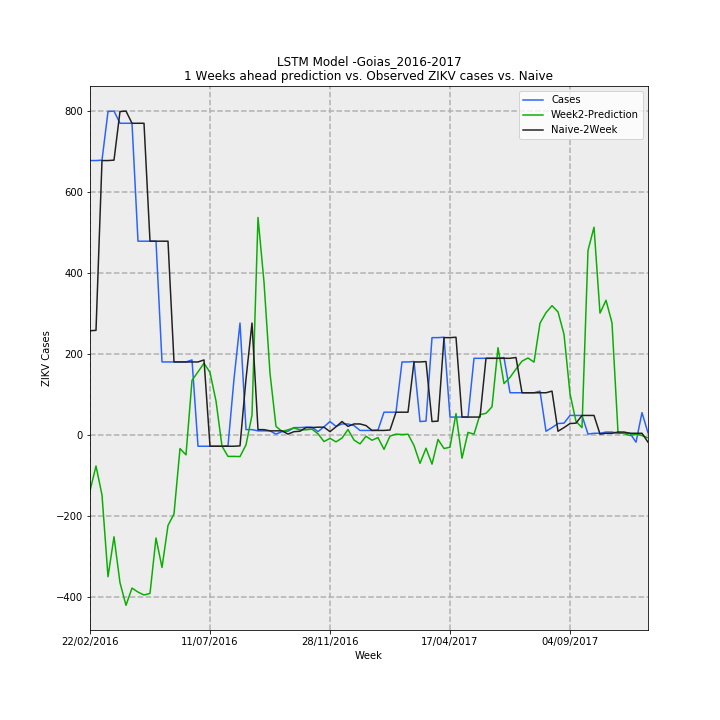 LSTM Model -Goias_2016-2017
1 Weeks ahead prediction vs. Observed ZIKV cases vs. Naive
Cases
Week2-Prediction
Naive-2Week
ZIKV Cases
800
600
400
200
0
−200
−400
22/02/2016
11/07/2016
28/11/2016
17/04/2017
04/09/2017
Week